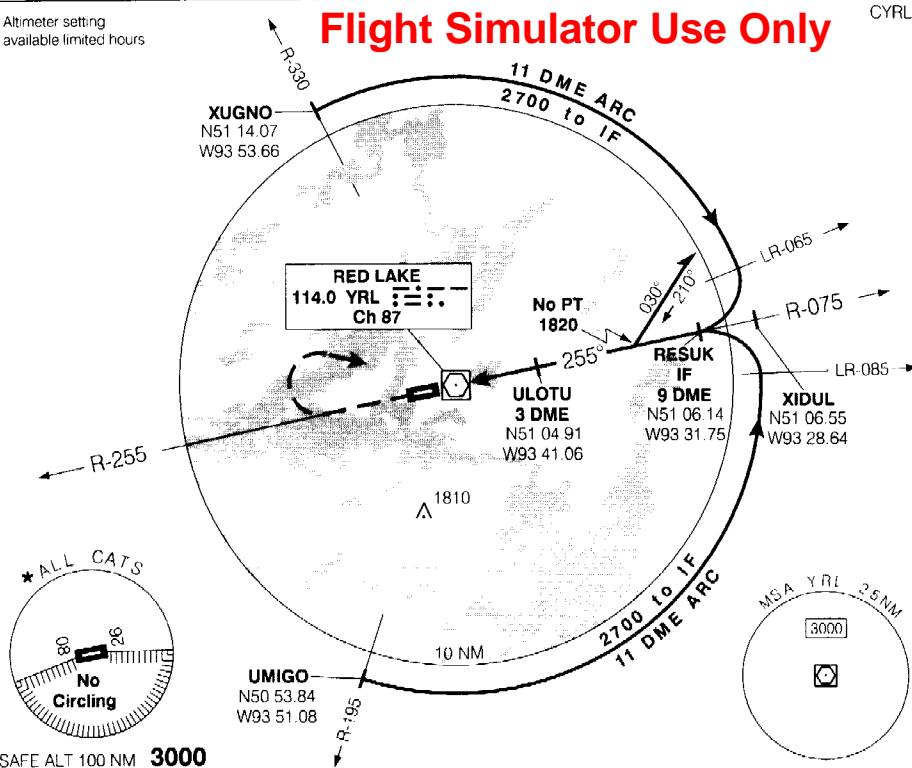 Altimeter setting
available limited hours
Flight Simulator Use Only
CYRL
R-330
11 DME ARC
2700 to IF
XUGNO
N51 14.07
W93 53.66
LR-065
RED LAKE
114.0 YRL
Ch 87
No PT
1820
030°
210°
R-075
255°
RESUK
IF
9 DME
N51 06.14
W93 31.75
LR-085
ULOTU
3 DME
N51 04.91
W93 41.06
XIDUL
N51 06.55
W93 28.64
R-255
1810
*ALL CATS
08
26
No
Circling
SAFE ALT 100 NM 3000
UMIGO
N50 53.84
W93 51.08
R-195
10 NM
2700 to IF
11 DME ARC
MSA YRL 25NM
3000